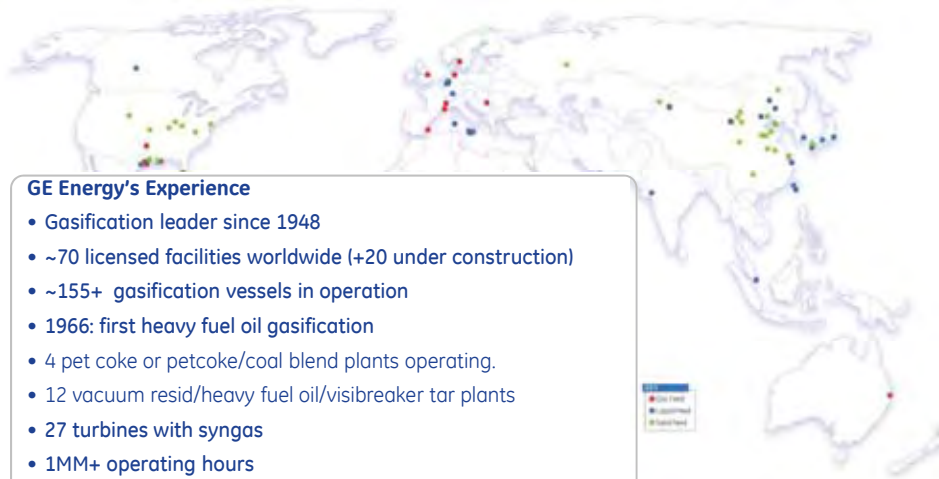 GE Energy's Experience
• Gasification leader since 1948
• ~70 licensed facilities worldwide (+20 under construction)
• ~155+ gasification vessels in operation
• 1966: first heavy fuel oil gasification
• 4 pet coke or petcoke/coal blend plants operating.
• 12 vacuum resid/heavy fuel oil/visibreaker tar plants
• 27 turbines with syngas
• 1MM+ operating hours